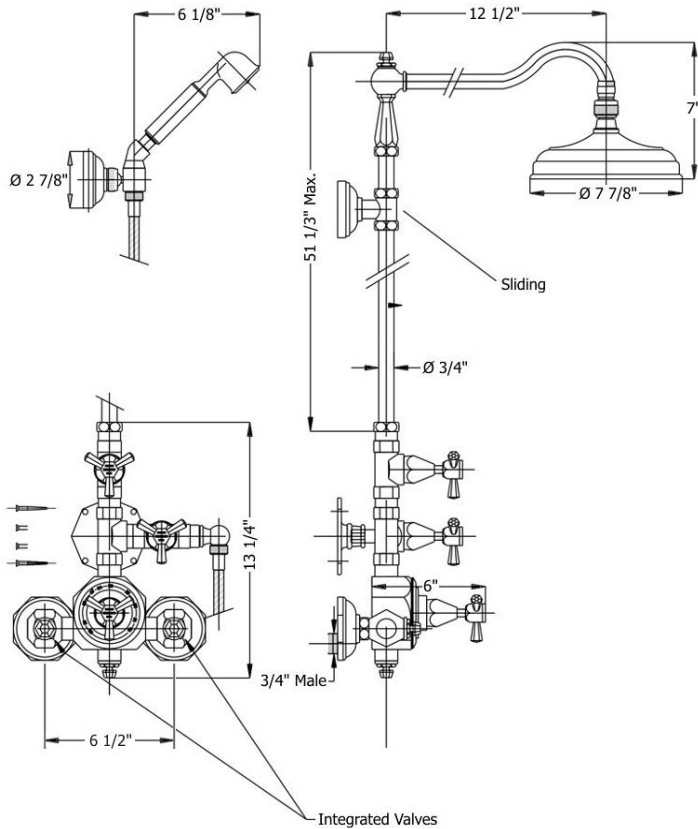 6 1/8"
12 1/2"
7"
Ø 2 7/8"
Ø 7 7/8"
51 1/3" Max.
Sliding
Ø 3/4"
13 1/4"
6"
3/4" Male
6 1/2"
Integrated Valves